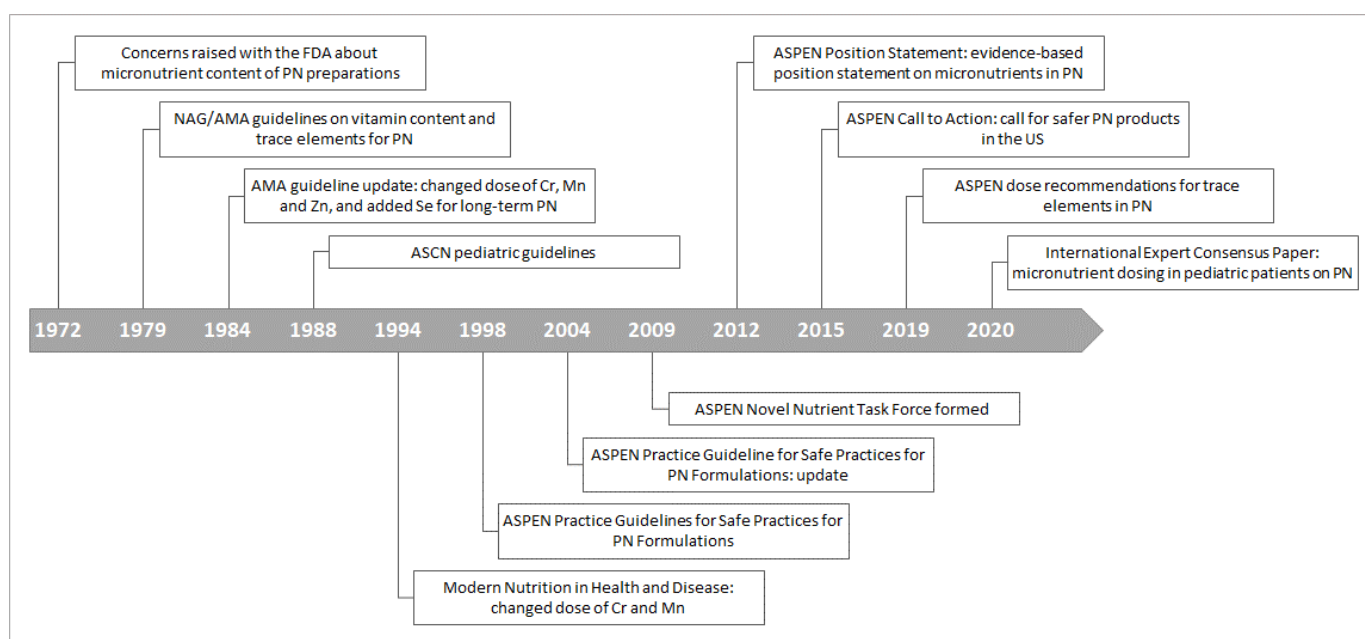 Concerns raised with the FDA about
micronutrient content of PN preparations
NAG/AMA guidelines on vitamin content and
trace elements for PN
AMA guideline update: changed dose of Cr, Mn
and Zn, and added Se for long-term PN
ASCN pediatric guidelines
ASPEN Position Statement: evidence-based
position statement on micronutrients in PN
ASPEN Call to Action: call for safer PN products
in the US
ASPEN dose recommendations for trace
elements in PN
International Expert Consensus Paper:
micronutrient dosing in pediatric patients on PN
1972 1979 1984 1988 1994 1998 2004 2009 2012 2015 2019 2020
ASPEN Novel Nutrient Task Force formed
ASPEN Practice Guideline for Safe Practices for
PN Formulations: update
ASPEN Practice Guidelines for Safe Practices for
PN Formulations
Modern Nutrition in Health and Disease:
changed dose of Cr and Mn